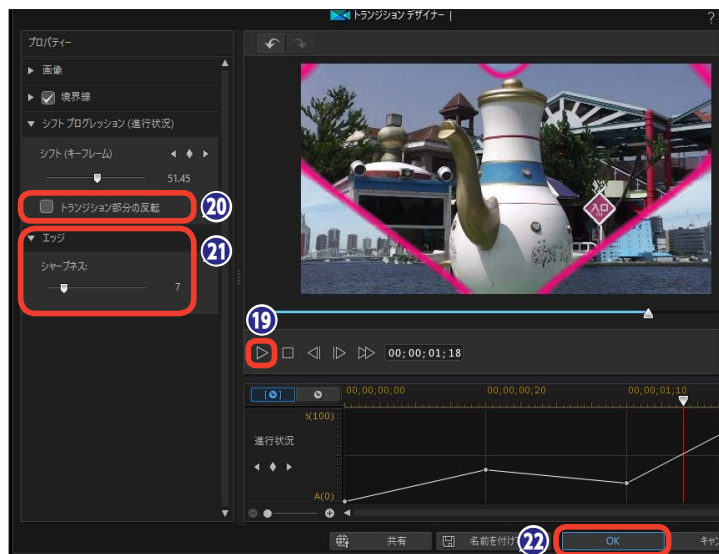 トランジション デザイナー |
?
プロパティー
画像
境界線
シフト プログレッション (進行状況)
シフト (キーフレーム)
51.45
トランジション部分の反転
⑳
エッジ
㉑
シャープネス:
7
入口
⑲
00;00;01;18
00;00;00;00
00;00;00;20
00;00;01;10
(100)
進行状況
A(0)
共有
名前を付け
㉒
OK
キャン